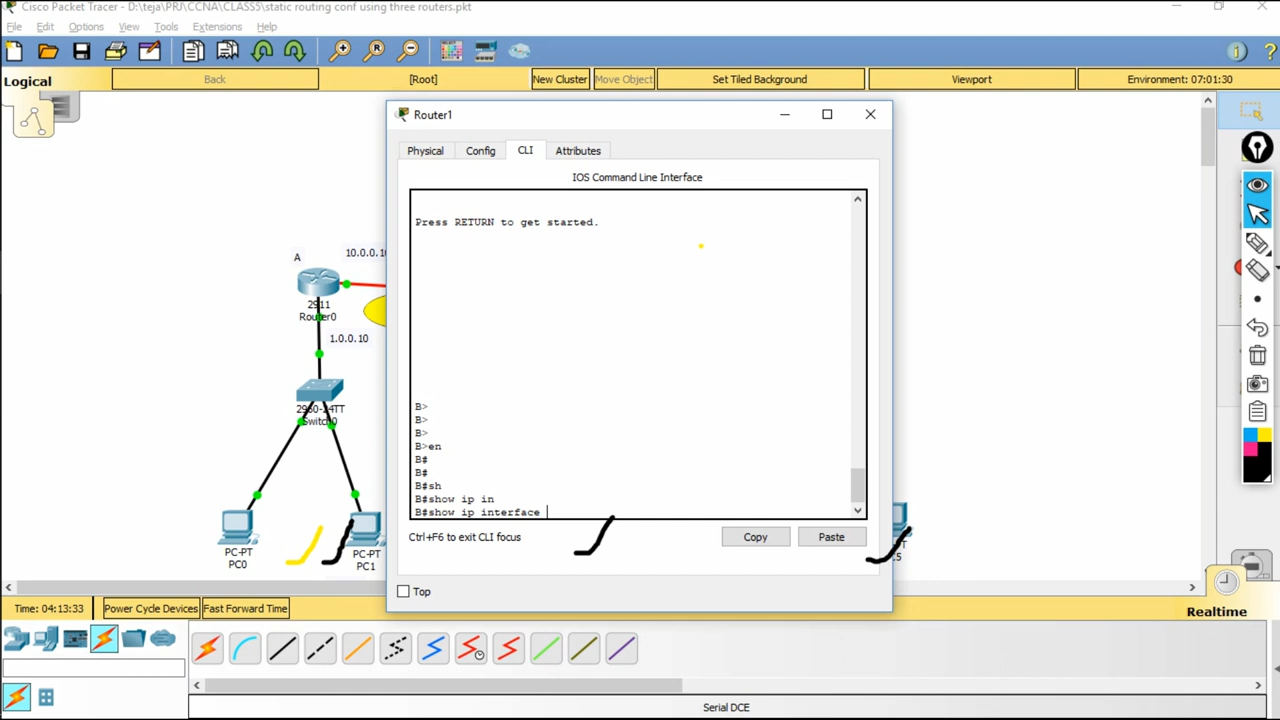 Cisco Packet Tracer - D:\teja\PRJ\CCNA\CLASS5\static routing conf using three routers.pkt
File Edit Options View Tools Extensions Help
Logical Back [Root] New Cluster Move Object Set Tiled Background Viewport Environment: 07:01:30
Router1
Physical Config CLI Attributes
IOS Command Line Interface
Press RETURN to get started.
A
10.0.0.10
2911
Router0
1.0.0.10
2960-24TT
Switch0
B>
B>
B>
B>en
B#
B#
B#sh
B#show ip in
B#show ip interface
Ctrl+F6 to exit CLI focus
Copy Paste
PC-PT
PC0
PC-PT
PC1
Top
Time: 04:13:33 Power Cycle Devices Fast Forward Time
Realtime
Serial DCE